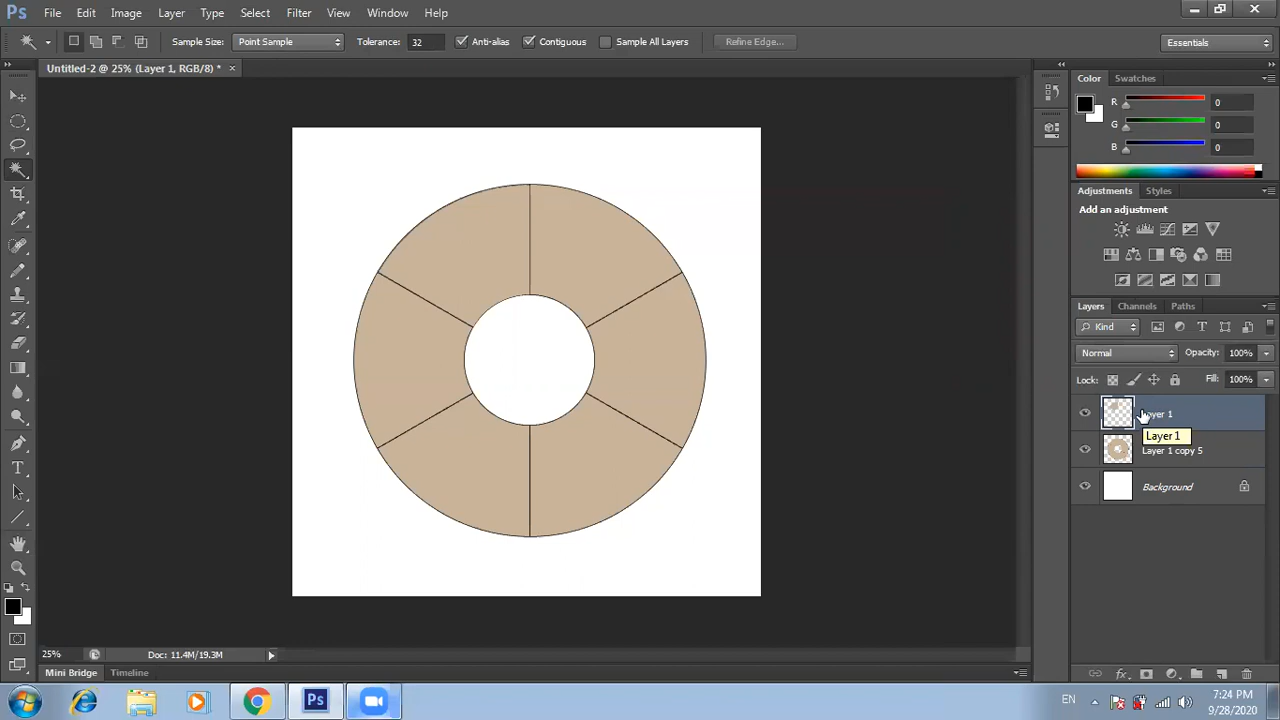 Ps File Edit Image Layer Type Select Filter View Window Help
Sample Size: Point Sample Tolerance: 32 Anti-alias Contiguous Sample All Layers Refine Edge... Essentials
Untitled-2 @ 25% (Layer 1, RGB/8) * ×
Color Swatches
R 0
G 0
B 0
Adjustments Styles
Add an adjustment
Layers Channels Paths
Kind
Normal Opacity: 100%
Lock: Fill: 100%
Layer 1
Layer 1
Layer 1 copy 5
Background
25% Doc: 11.4M/19.3M
Mini Bridge Timeline
Ps EN 7:24 PM
9/28/2020